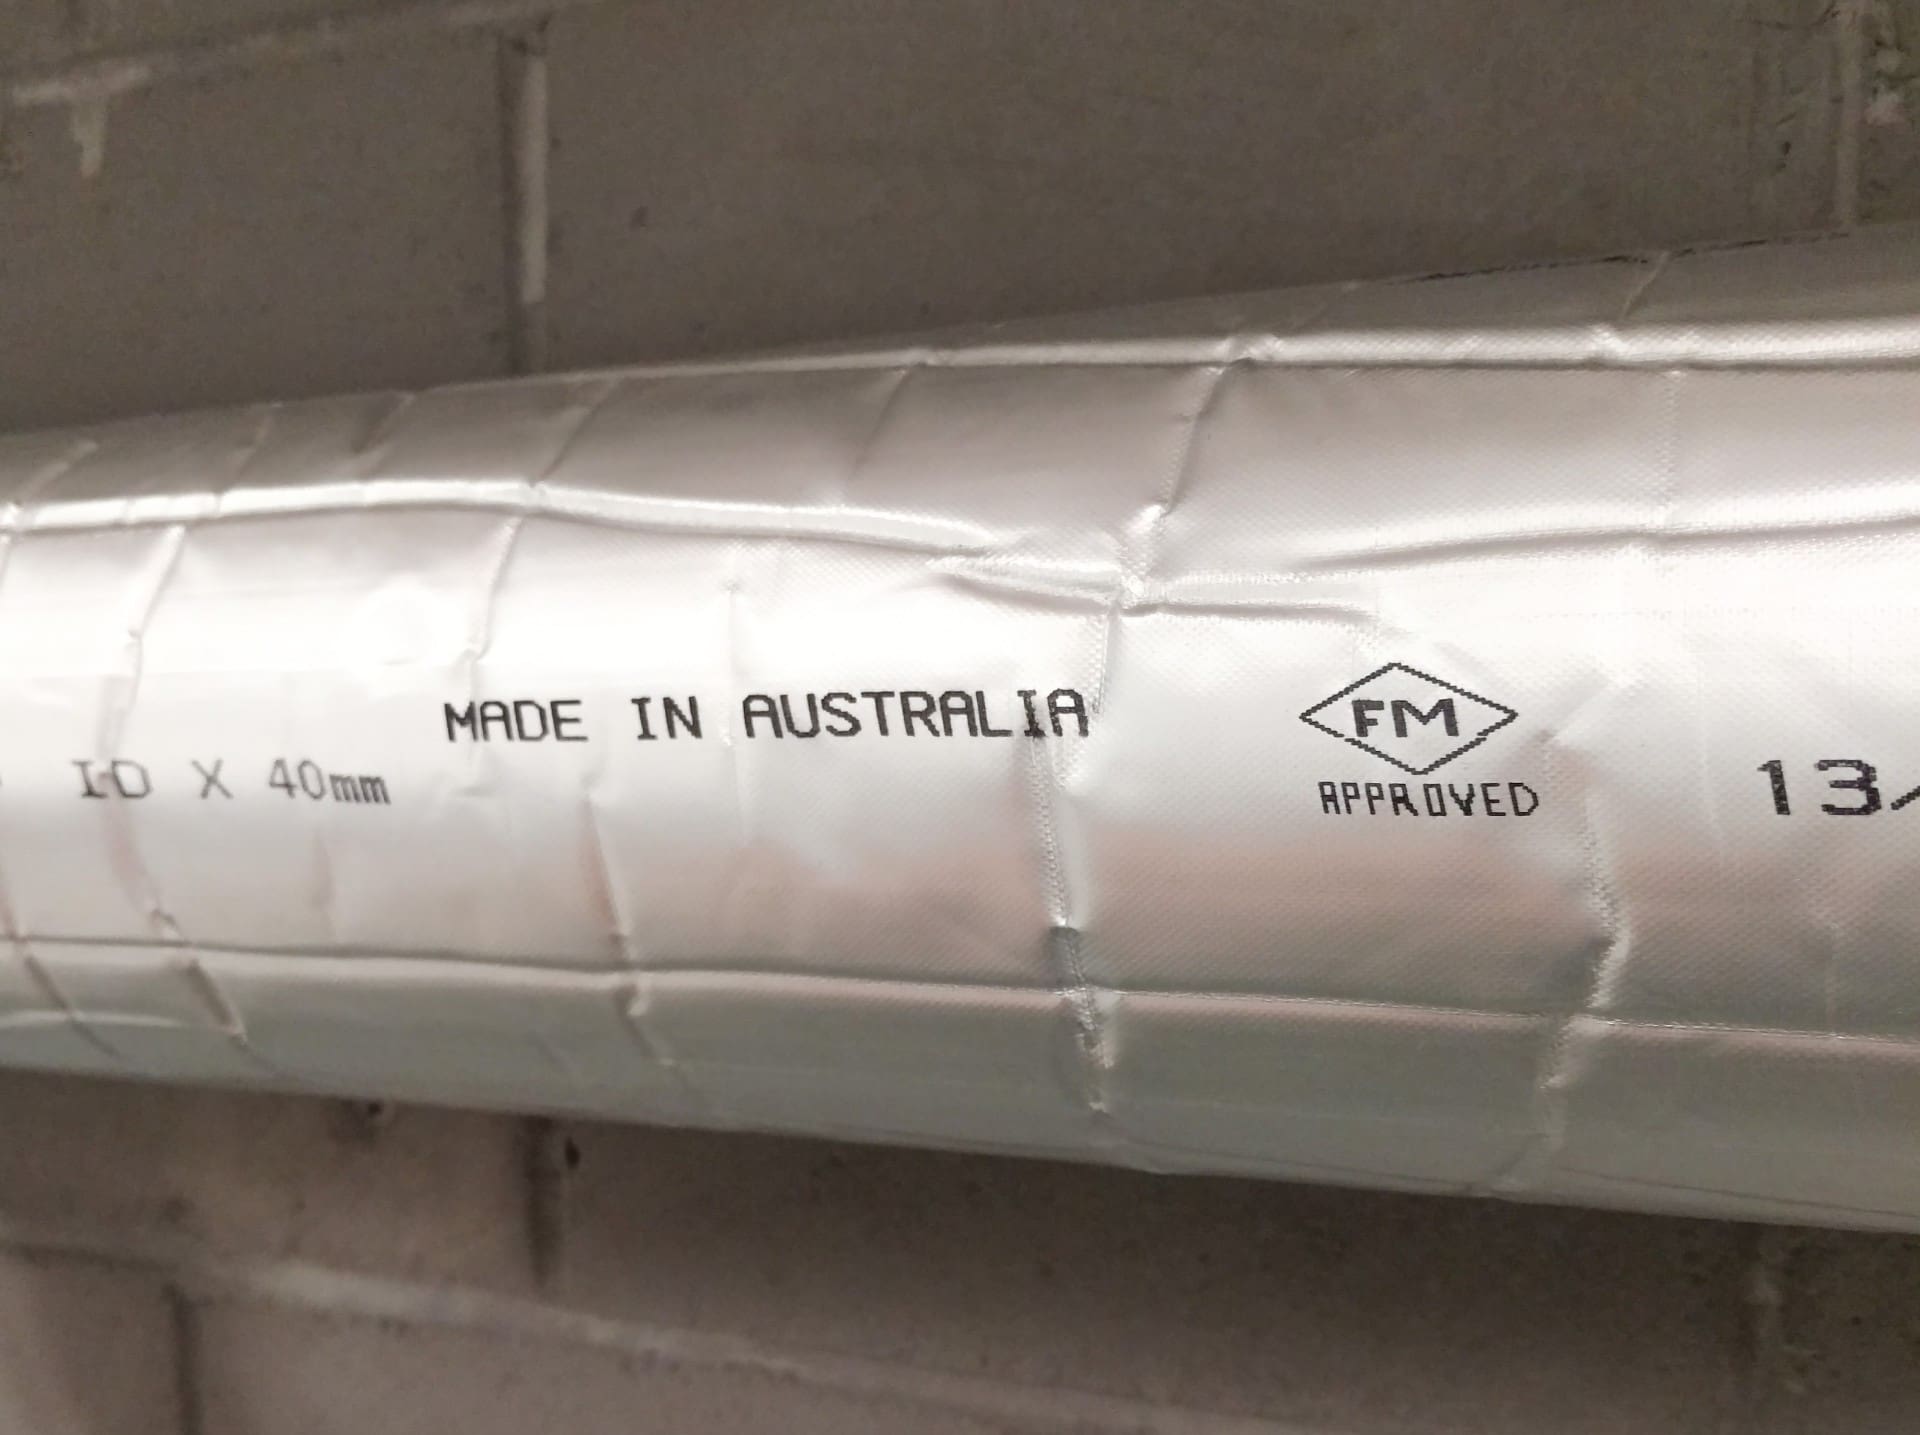 ID X 40mm
MADE IN AUSTRALIA
FM
APPROVED
13/